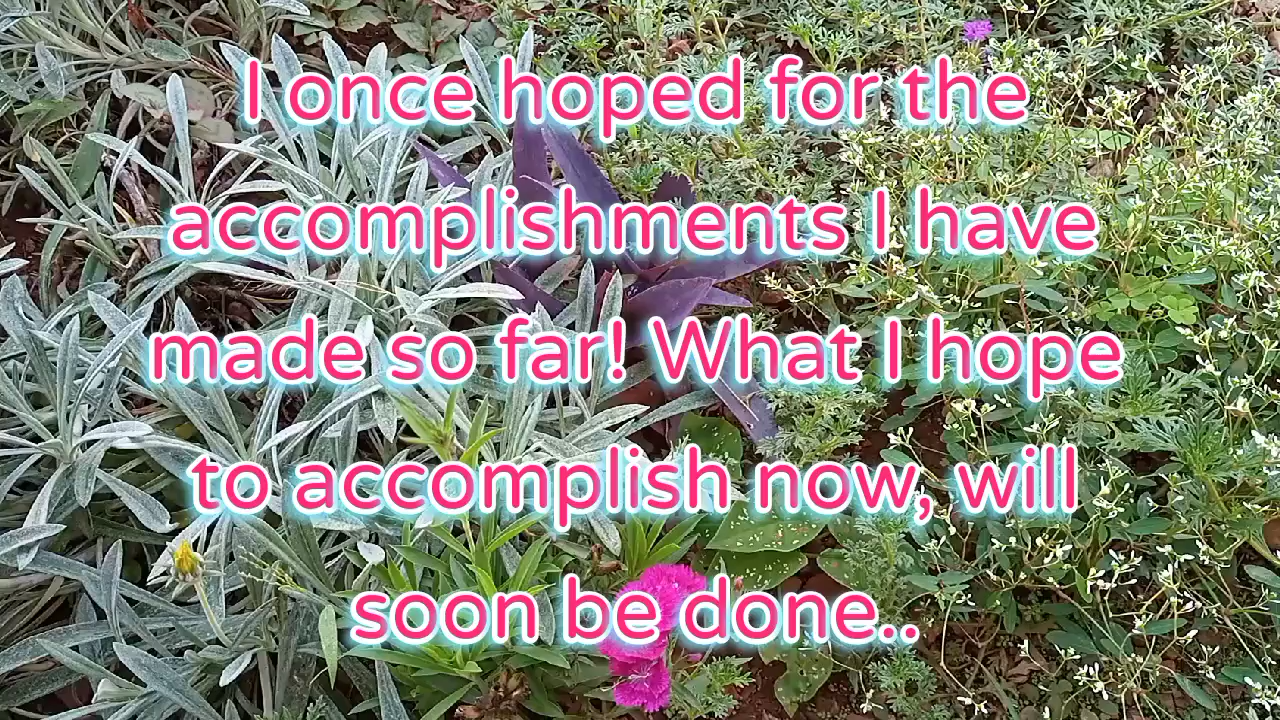 I once hoped for the
accomplishments I have
made so far! What I hope
to accomplish now, will
soon be done..